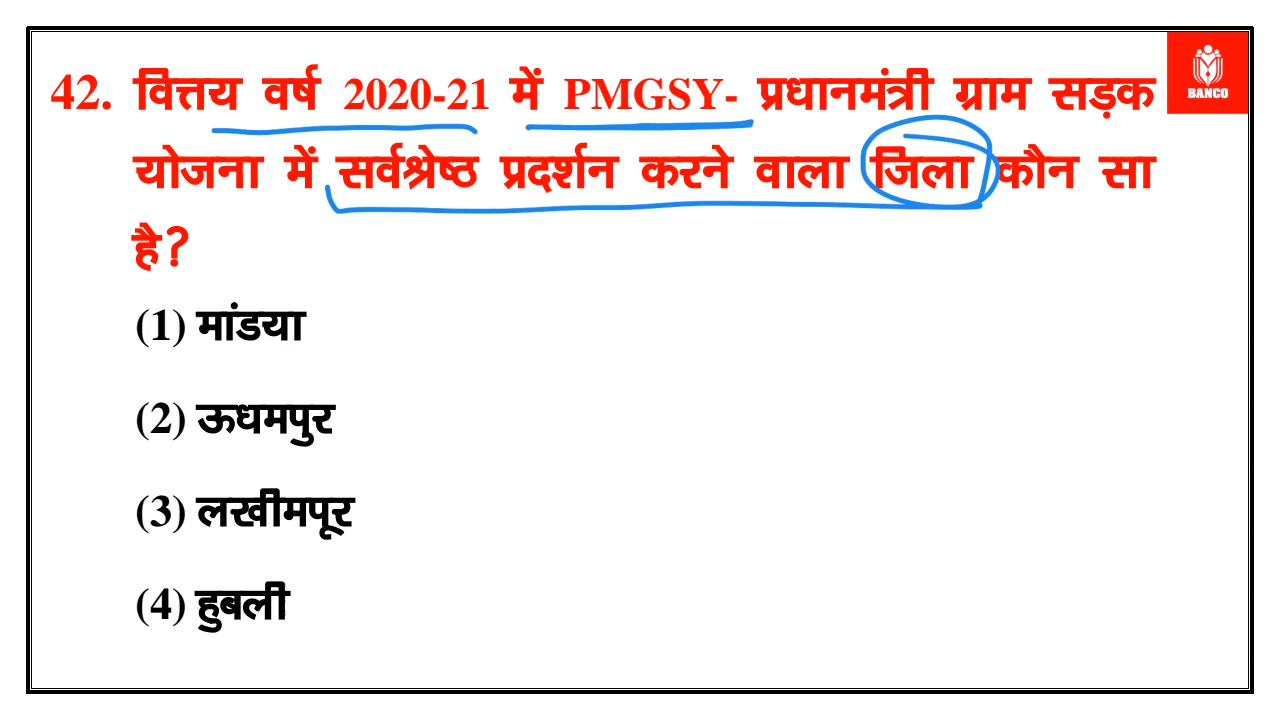 42. वित्तय वर्ष 2020-21 में PMGSY- प्रधानमंत्री ग्राम सड़क
योजना में सर्वश्रेष्ठ प्रदर्शन करने वाला जिला कौन सा
है?
(1) मांडया
(2) ऊधमपुर
(3) लखीमपूर
(4) हुबली
BANCO